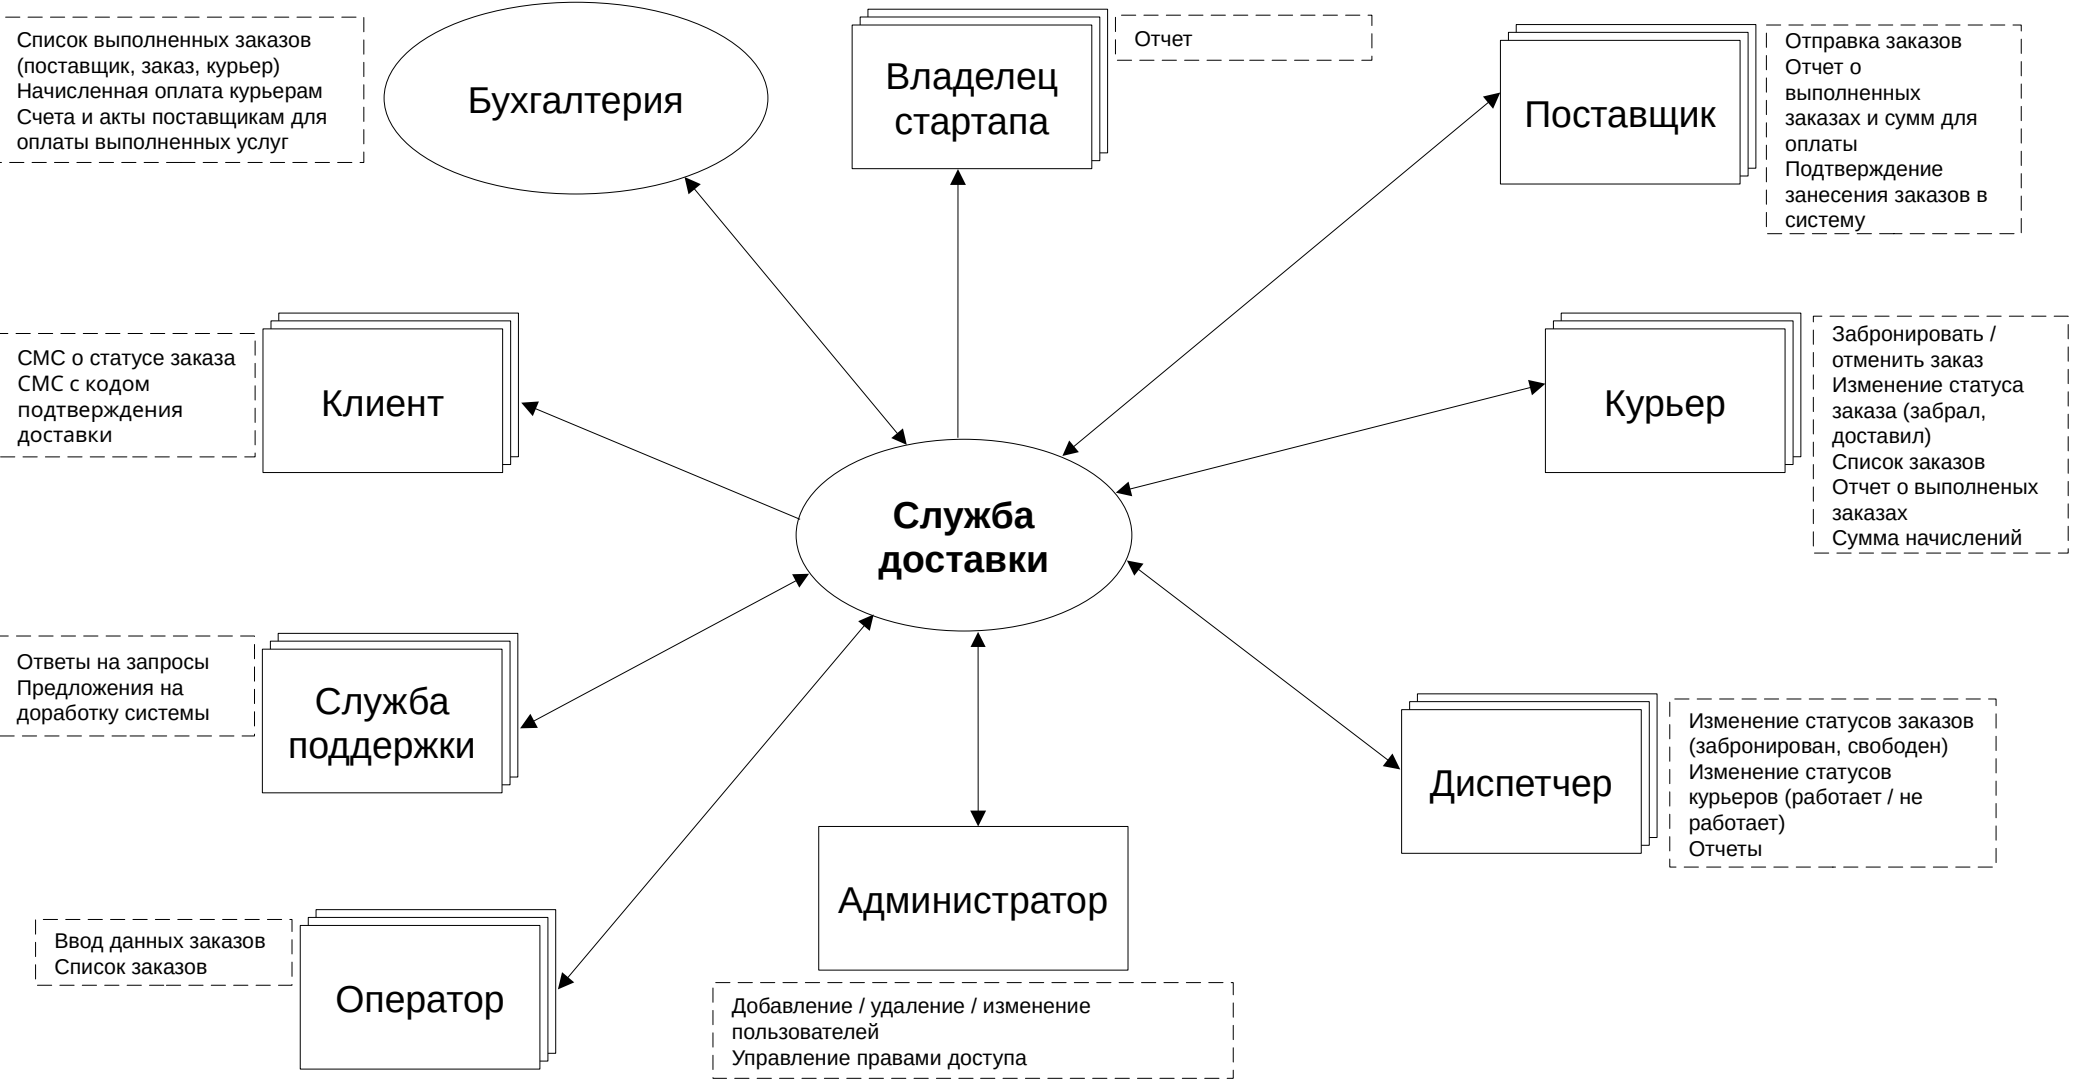 Список выполненных заказов
(поставщик, заказ, курьер)
Начисленная оплата курьерам
Счета и акты поставщикам для
оплаты выполненных услуг
Бухгалтерия
Владелец
стартапа
Отчет
Поставщик
Отправка заказов
Отчет о
выполненных
заказах и сумм для
оплаты
Подтверждение
занесения заказов в
систему
СМС о статусе заказа
СМС с кодом
подтверждения
доставки
Клиент
Курьер
Забронировать /
отменить заказ
Изменение статуса
заказа (забрал,
доставил)
Список заказов
Отчет о выполненых
заказах
Сумма начислений
Служба
доставки
Ответы на запросы
Предложения на
доработку системы
Служба
поддержки
Диспетчер
Изменение статусов заказов
(забронирован, свободен)
Изменение статусов
курьеров (работает / не
работает)
Отчеты
Ввод данных заказов
Список заказов
Оператор
Администратор
Добавление / удаление / изменение
пользователей
Управление правами доступа